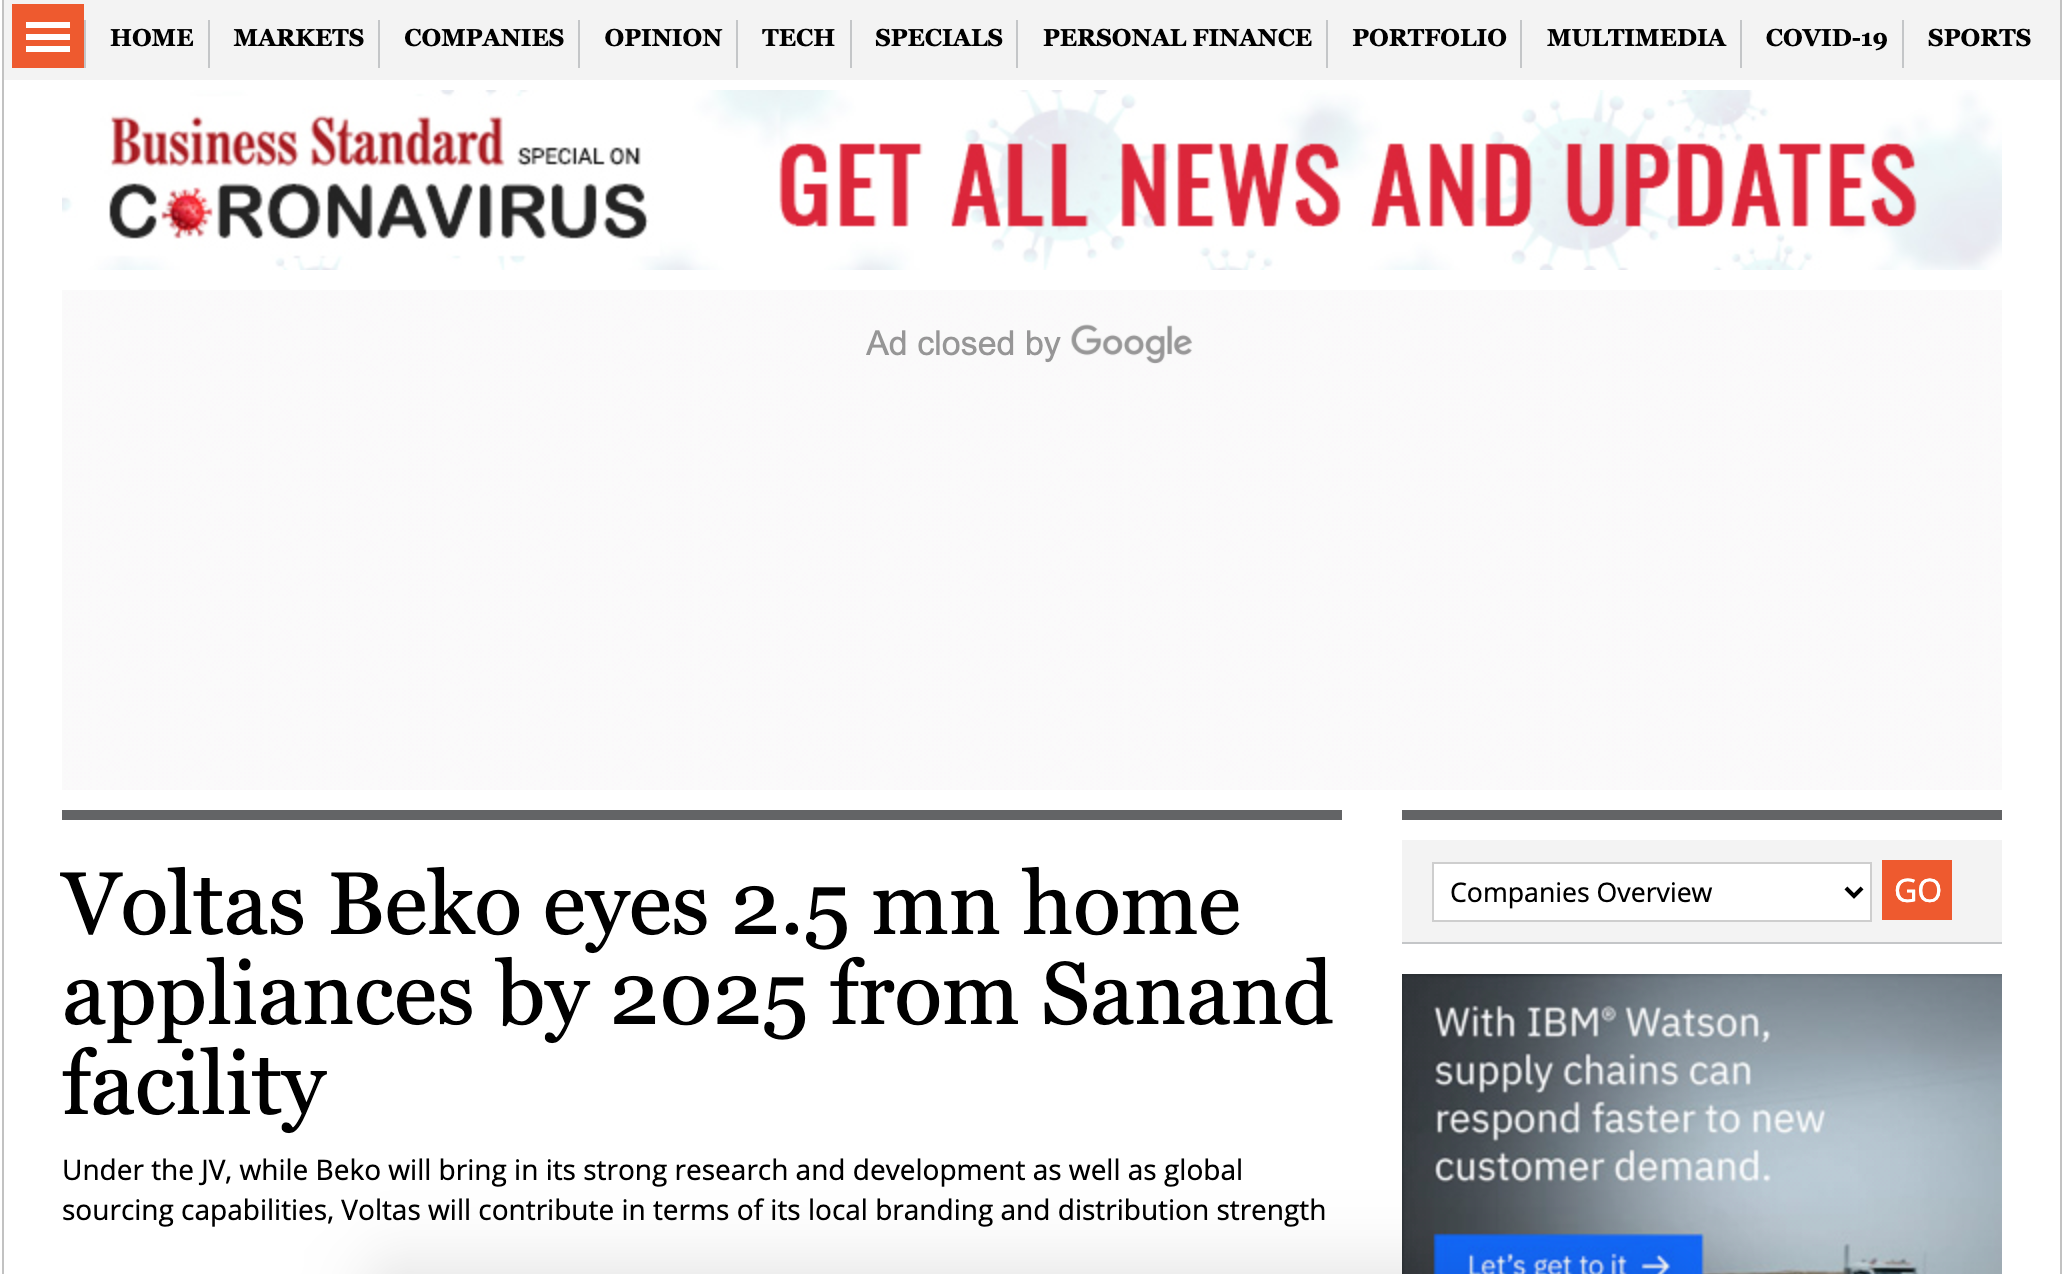 HOME MARKETS COMPANIES OPINION TECH SPECIALS PERSONAL FINANCE PORTFOLIO MULTIMEDIA COVID-19 SPORTS
Business Standard SPECIAL ON
CORONAVIRUS
GET ALL NEWS AND UPDATES
Ad closed by Google
Voltas Beko eyes 2.5 mn home
appliances by 2025 from Sanand
facility
Under the JV, while Beko will bring in its strong research and development as well as global
sourcing capabilities, Voltas will contribute in terms of its local branding and distribution strength
Companies Overview GO
With IBM® Watson,
supply chains can
respond faster to new
customer demand.
Let's get to it →